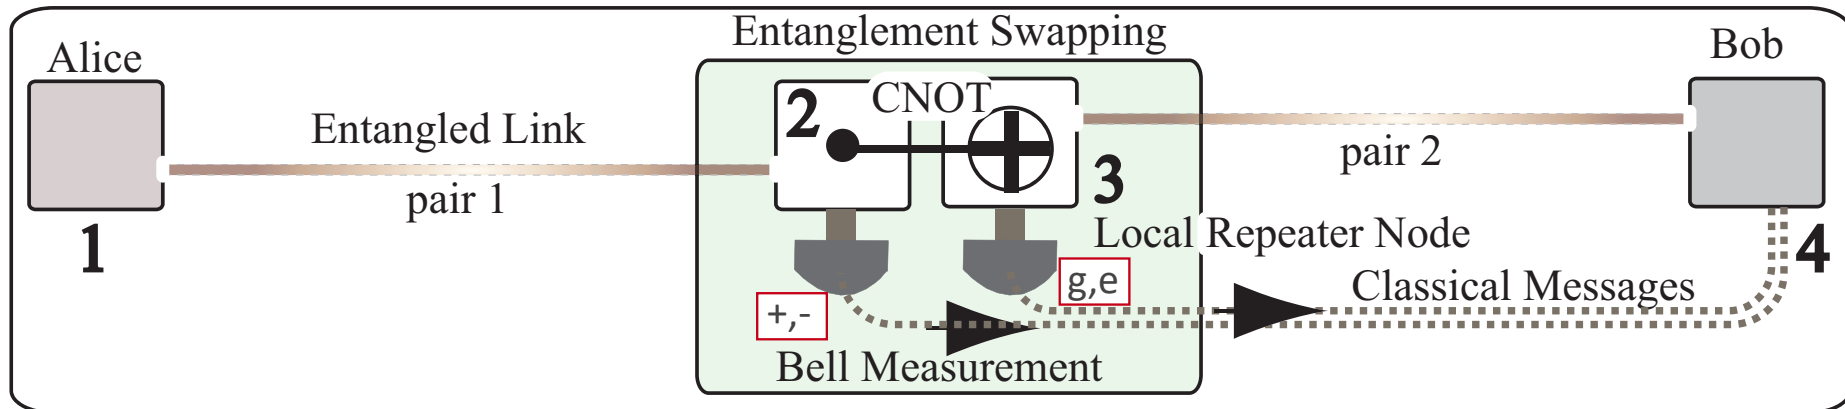 Entanglement Swapping
Alice
Bob
CNOT
2
Entangled Link
pair 1
pair 2
3
1
Local Repeater Node
4
g,e
Classical Messages
+,-
Bell Measurement